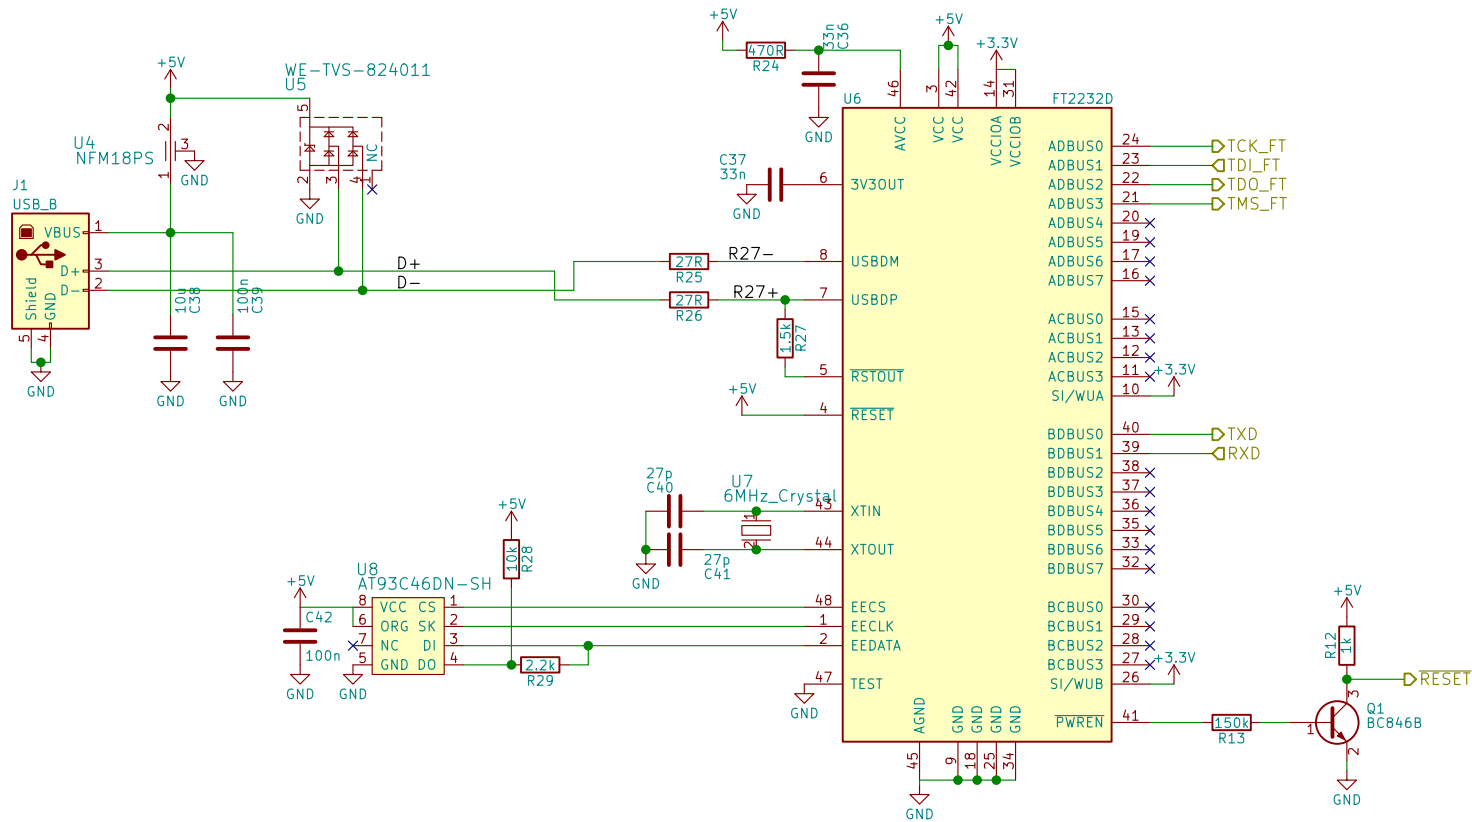 +5V
WE-TVS-824011
U5
+5V
5
NC
2
3
4
1
GND
U4
NFM18PS
2
3
1
GND
J1
USB_B
VBUS
1
D+
3
D-
2
Shield
GND
5
4
GND
10u
C38
GND
100n
C39
GND
D+
D-
+5V
470R
R24
33n
C36
GND
+5V
+3.3V
46
3
42
14
31
U6
FT2232D
AVCC
VCC
VCC
VCCIOA
VCCIOB
C37
33n
GND
6
3V3OUT
27R
R25
R27-
8
USBDM
27R
R26
R27+
7
USBDP
1.5k
R27
5
RSTOUT
+5V
4
RESET
27p
C40
U7
6MHz_Crystal
1
2
43
XTIN
44
XTOUT
27p
C41
GND
+5V
10k
R28
U8
AT93C46DN-SH
+5V
C42
100n
GND
8
VCC
CS
1
6
ORG
SK
2
7
NC
DI
3
5
GND
DO
4
GND
2.2k
R29
48
EECS
1
EECLK
2
EEDATA
47
TEST
GND
AGND
GND
GND
GND
GND
45
9
18
25
34
GND
ADBUS0
24
TCK_FT
ADBUS1
23
TDI_FT
ADBUS2
22
TDO_FT
ADBUS3
21
TMS_FT
ADBUS4
20
ADBUS5
19
ADBUS6
17
ADBUS7
16
ACBUS0
15
ACBUS1
13
ACBUS2
12
ACBUS3
11
SI/WUA
10
+3.3V
BDBUS0
40
TXD
BDBUS1
39
RXD
BDBUS2
38
BDBUS3
37
BDBUS4
36
BDBUS5
35
BDBUS6
33
BDBUS7
32
BCBUS0
30
BCBUS1
29
BCBUS2
28
BCBUS3
27
SI/WUB
26
+3.3V
PWREN
41
150k
R13
+5V
R12
1k
RESET
3
Q1
BC846B
1
2
GND